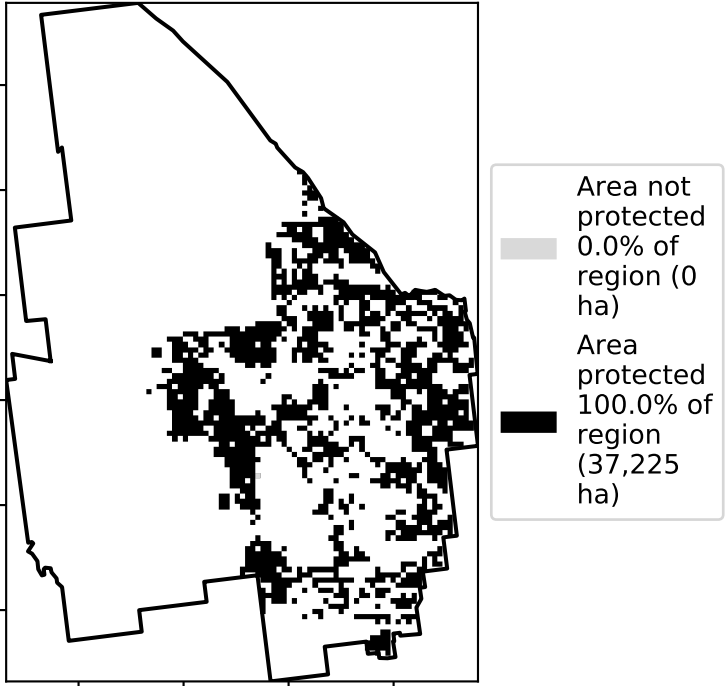 Area not
protected
0.0% of
region (0
ha)
Area
protected
100.0% of
region
(37,225
ha)